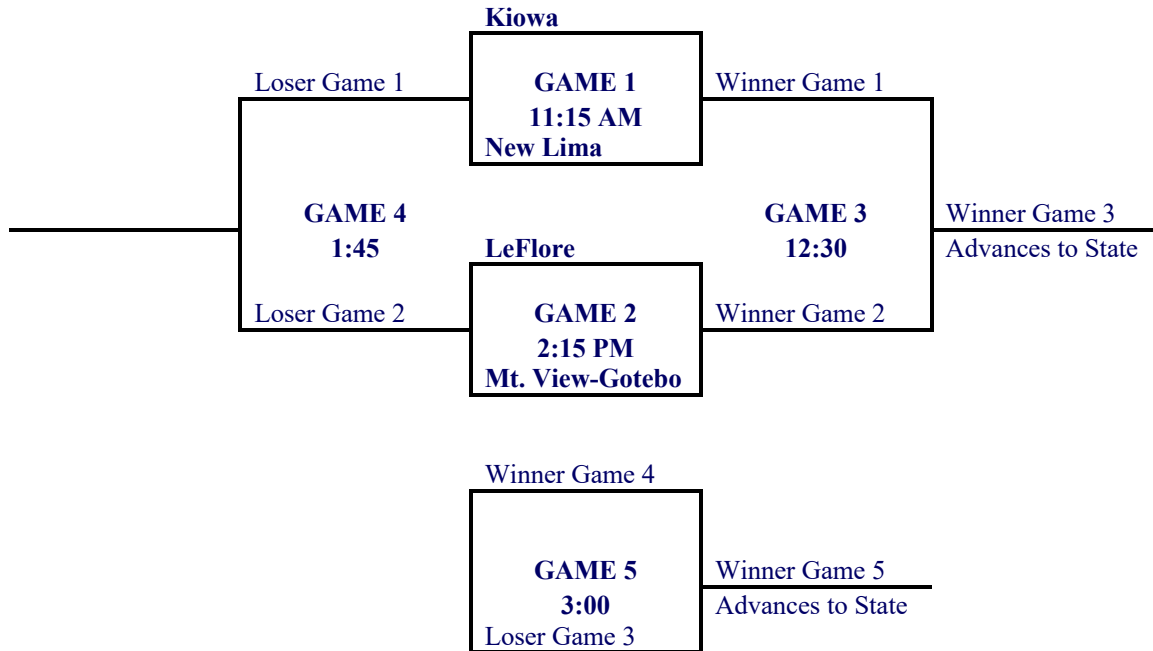 Kiowa
Loser Game 1
GAME 1
Winner Game 1
11:15 AM
New Lima
GAME 4
GAME 3
Winner Game 3
1:45
LeFlore
12:30
Advances to State
Loser Game 2
GAME 2
Winner Game 2
2:15 PM
Mt. View-Gotebo
Winner Game 4
GAME 5
Winner Game 5
3:00
Advances to State
Loser Game 3